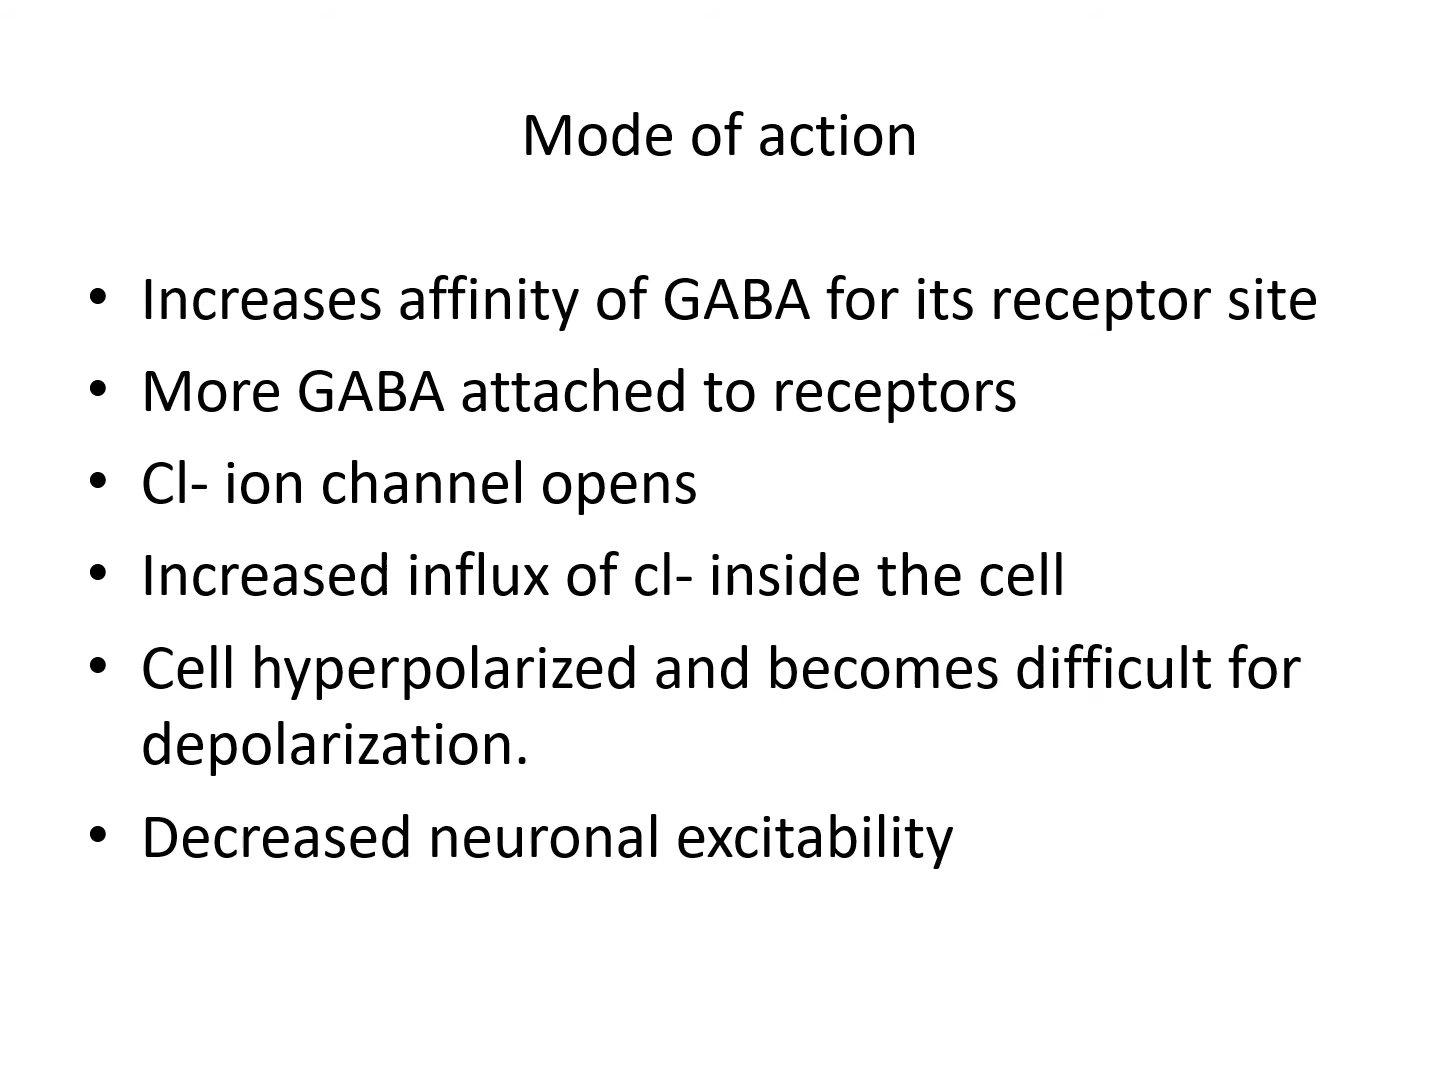 Mode of action
• Increases affinity of GABA for its receptor site
• More GABA attached to receptors
• Cl- ion channel opens
• Increased influx of cl- inside the cell
• Cell hyperpolarized and becomes difficult for
depolarization.
• Decreased neuronal excitability